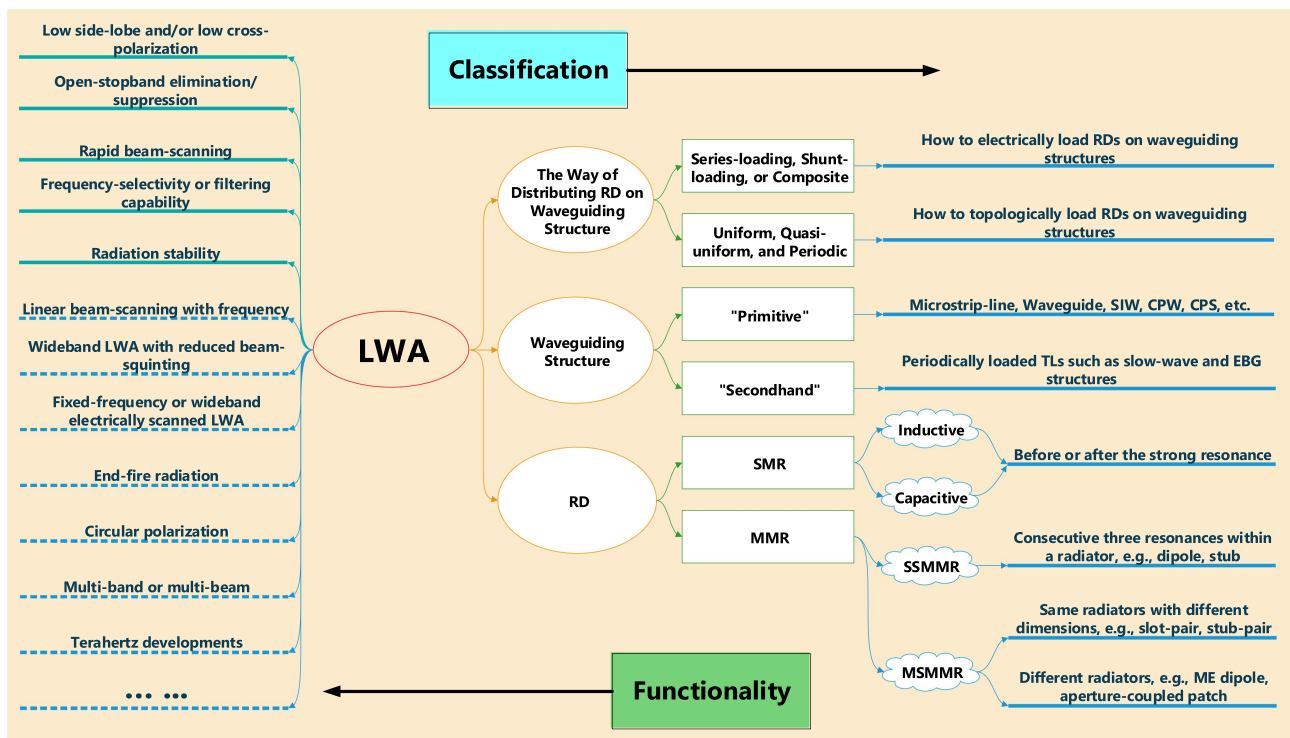 Low side-lobe and/or low cross-
polarization
Open-stopband elimination/
suppression
Rapid beam-scanning
Frequency-selectivity or filtering
capability
Radiation stability
Linear beam-scanning with frequency
Wideband LWA with reduced beam-
squinting
Fixed-frequency or wideband
electrically scanned LWA
End-fire radiation
Circular polarization
Multi-band or multi-beam
Terahertz developments
... ...
LWA
Classification
The Way of
Distributing RD on
Waveguiding
Structure
Series-loading, Shunt-
loading, or Composite
How to electrically load RDs on waveguiding
structures
Uniform, Quasi-
uniform, and Periodic
How to topologically load RDs on waveguiding
structures
Waveguiding
Structure
"Primitive"
Microstrip-line, Waveguide, SIW, CPW, CPS, etc.
"Secondhand"
Periodically loaded TLs such as slow-wave and EBG
structures
RD
SMR
Inductive
Capacitive
Before or after the strong resonance
MMR
SSMMR
Consecutive three resonances within
a radiator, e.g., dipole, stub
MSMMR
Same radiators with different
dimensions, e.g., slot-pair, stub-pair
Different radiators, e.g., ME dipole,
aperture-coupled patch
Functionality